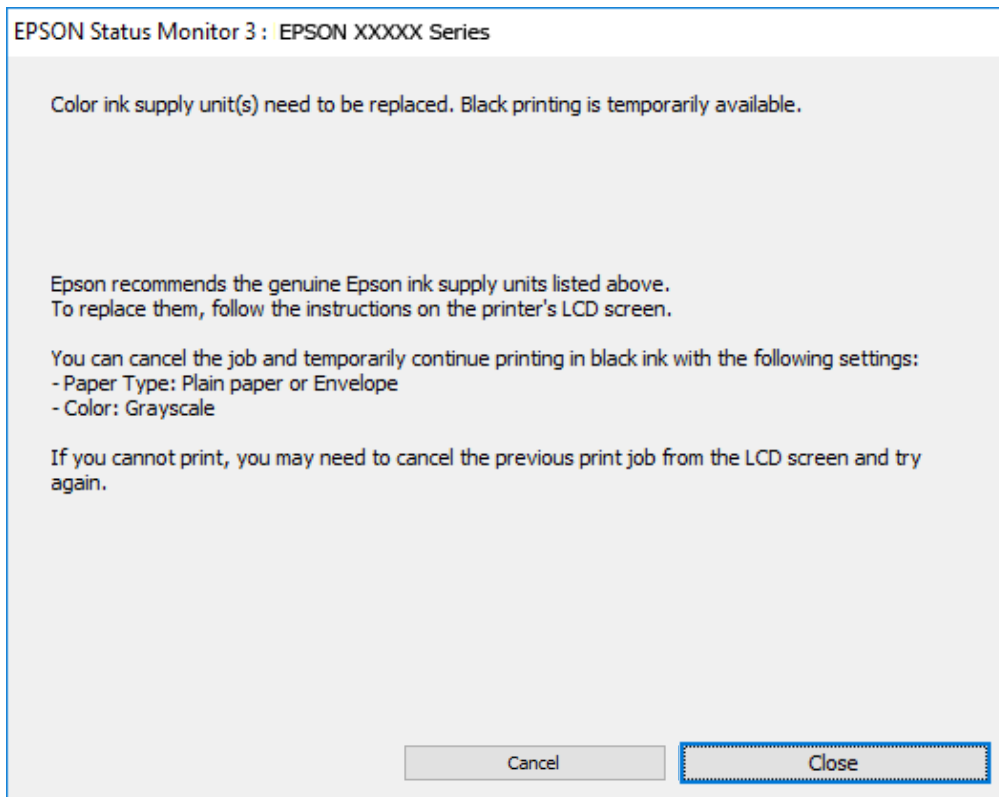 EPSON Status Monitor 3 : EPSON XXXXX Series
Color ink supply unit(s) need to be replaced. Black printing is temporarily available.
Epson recommends the genuine Epson ink supply units listed above.
To replace them, follow the instructions on the printer's LCD screen.
You can cancel the job and temporarily continue printing in black ink with the following settings:
- Paper Type: Plain paper or Envelope
- Color: Grayscale
If you cannot print, you may need to cancel the previous print job from the LCD screen and try
again.
Cancel Close